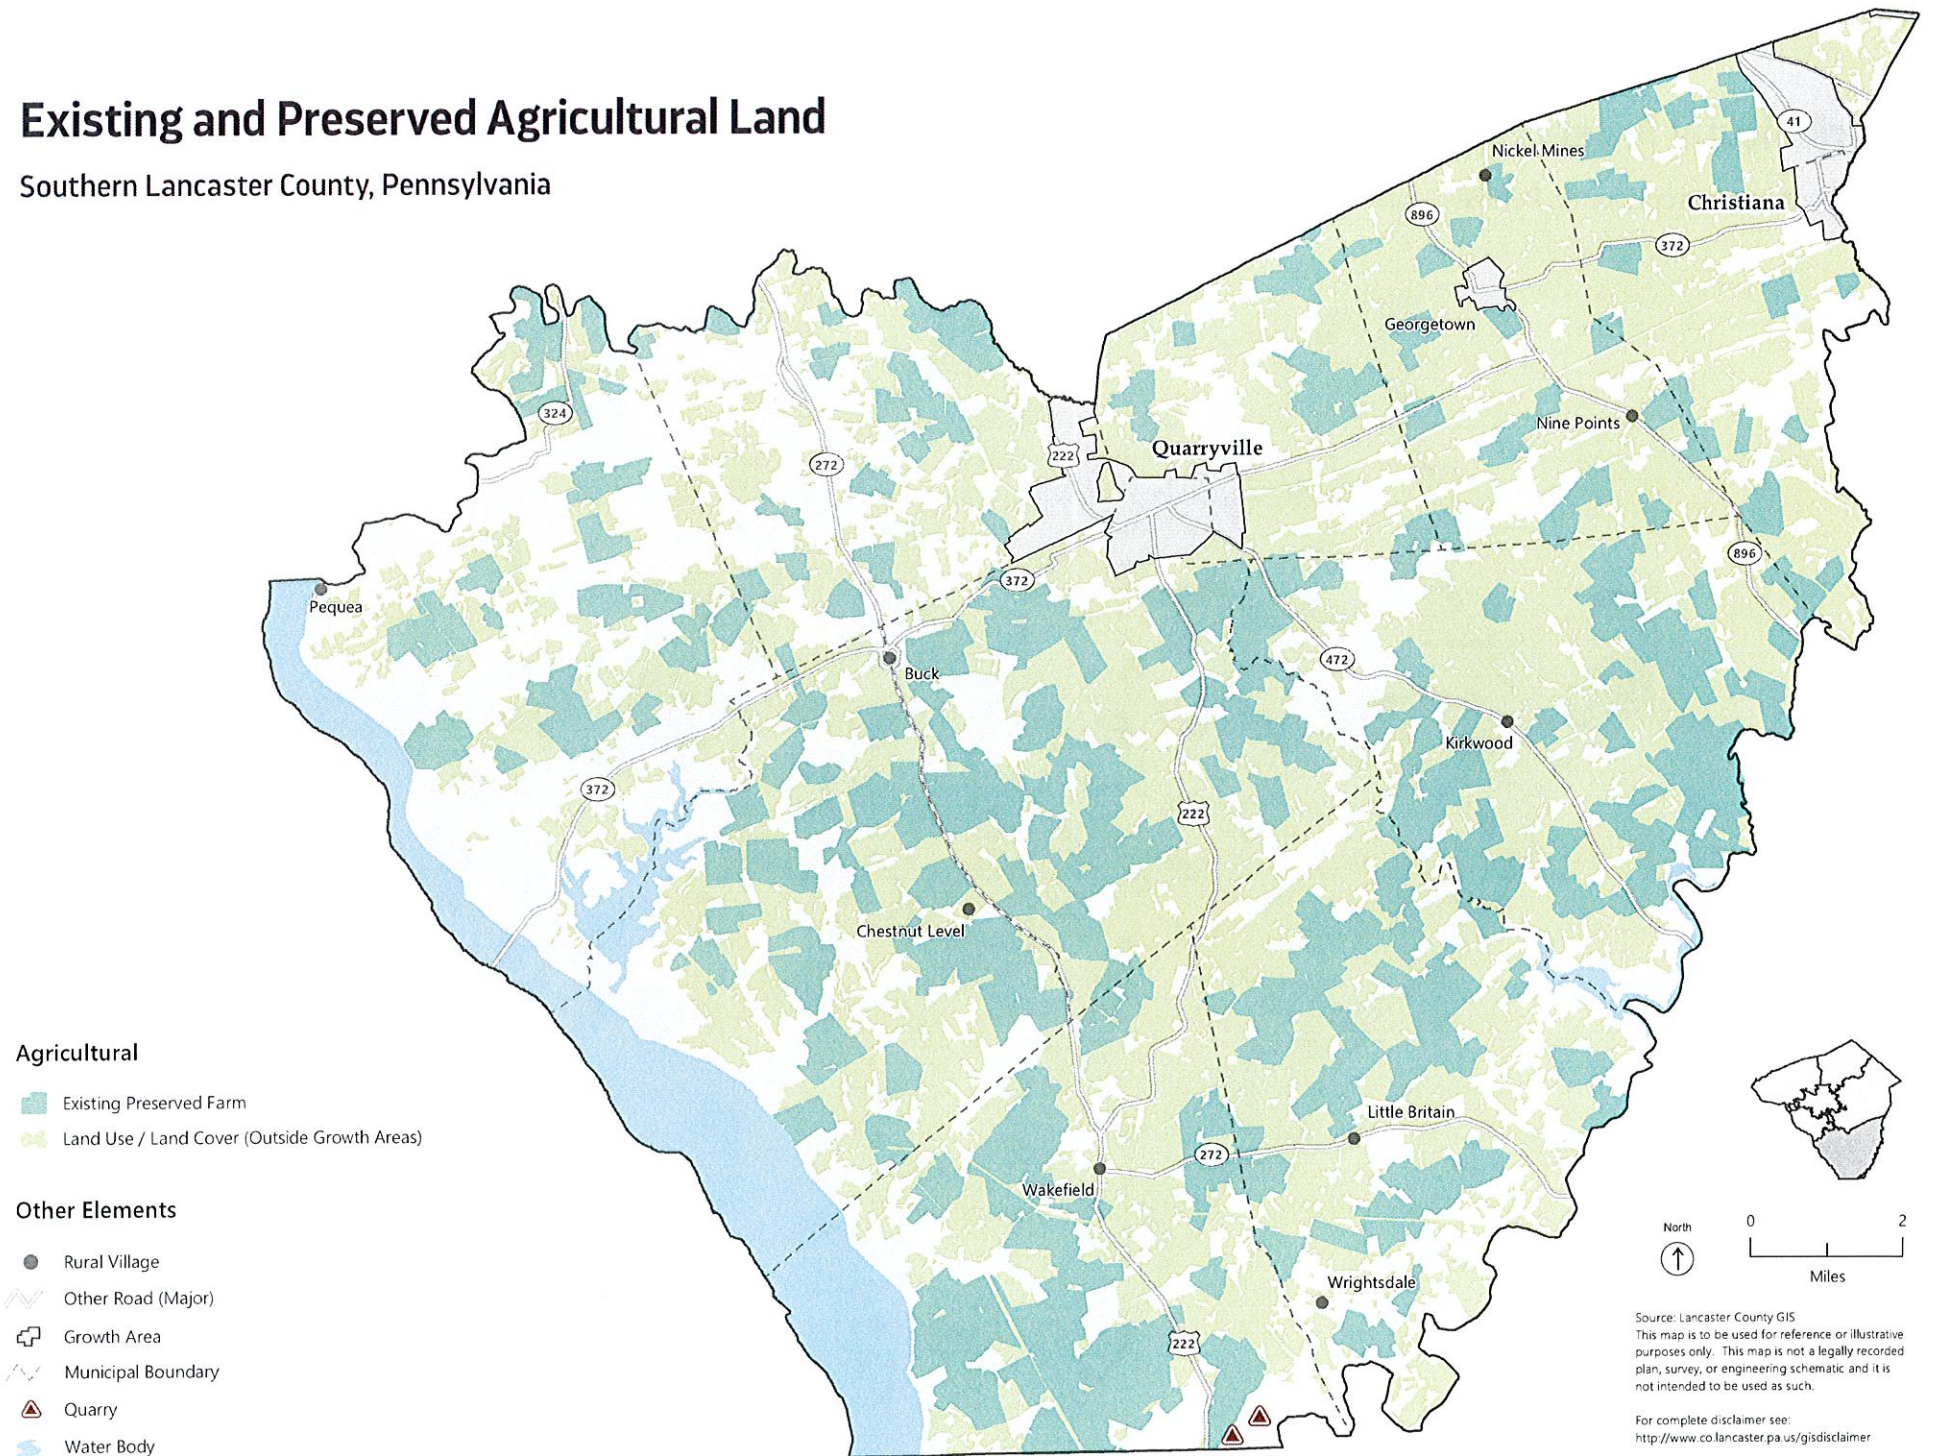 Existing and Preserved Agricultural Land
Southern Lancaster County, Pennsylvania
41
Nickel Mines
Christiana
896
372
Georgetown
324
Nine Points
272
222
Quarryville
896
372
Pequea
Buck
472
Kirkwood
372
222
Chestnut Level
Agricultural
Existing Preserved Farm
Land Use / Land Cover (Outside Growth Areas)
Little Britain
272
Wakefield
Other Elements
Rural Village
Other Road (Major)
Growth Area
Municipal Boundary
Quarry
Water Body
Wrightsdale
222
North
0 2
Miles
Source: Lancaster County GIS
This map is to be used for reference or illustrative
purposes only. This map is not a legally recorded
plan, survey, or engineering schematic and it is
not intended to be used as such.
For complete disclaimer see:
http://www.co.lancaster.pa.us/gisdisclaimer